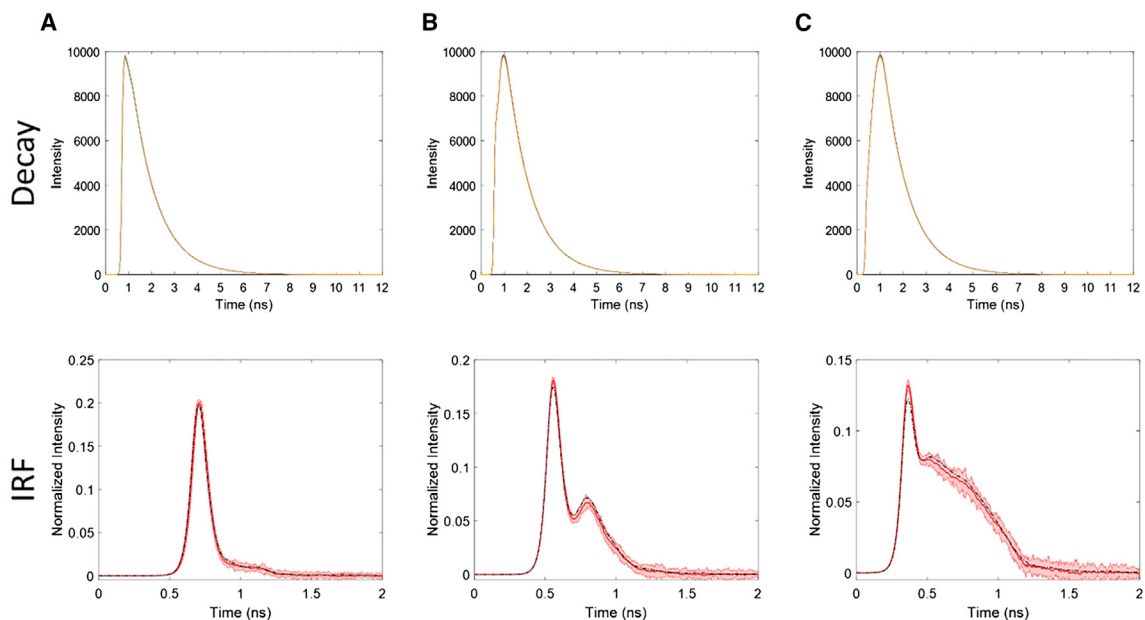 A
B
C
Decay
Intensity
10000
8000
6000
4000
2000
0
0 1 2 3 4 5 6 7 8 9 10 11 12
Time (ns)
Intensity
10000
8000
6000
4000
2000
0
0 1 2 3 4 5 6 7 8 9 10 11 12
Time (ns)
Intensity
10000
8000
6000
4000
2000
0
0 1 2 3 4 5 6 7 8 9 10 11 12
Time (ns)
IRF
Normalized Intensity
0.25
0.2
0.15
0.1
0.05
0
0 0.5 1 1.5 2
Time (ns)
Normalized Intensity
0.2
0.15
0.1
0.05
0
0 0.5 1 1.5 2
Time (ns)
Normalized Intensity
0.15
0.1
0.05
0
0 0.5 1 1.5 2
Time (ns)